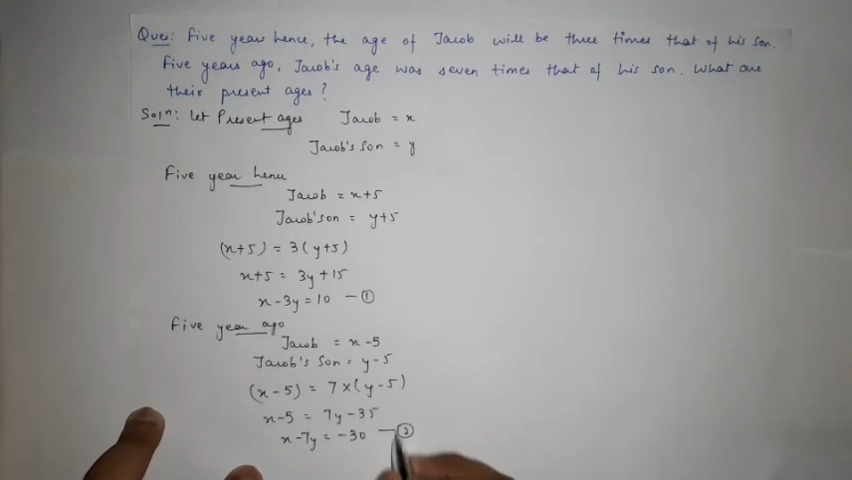 Ques: Five years hence, the age of Jacob will be three times that of his son.
Five years ago, Jacob's age was seven times that of his son. What are
their present ages?
Solⁿ: Let Present ages Jacob = x
Jacob's son = y
Five year hence
Jacob = x+5
Jacob'son = y+5
(x+5) = 3(y+5)
x+5 = 3y+15
x-3y=10 —①
Five year ago
Jacob = x-5
Jacob's Son = y-5
(x-5) = 7×(y-5)
x-5 = 7y-35
x-7y = -30 —②